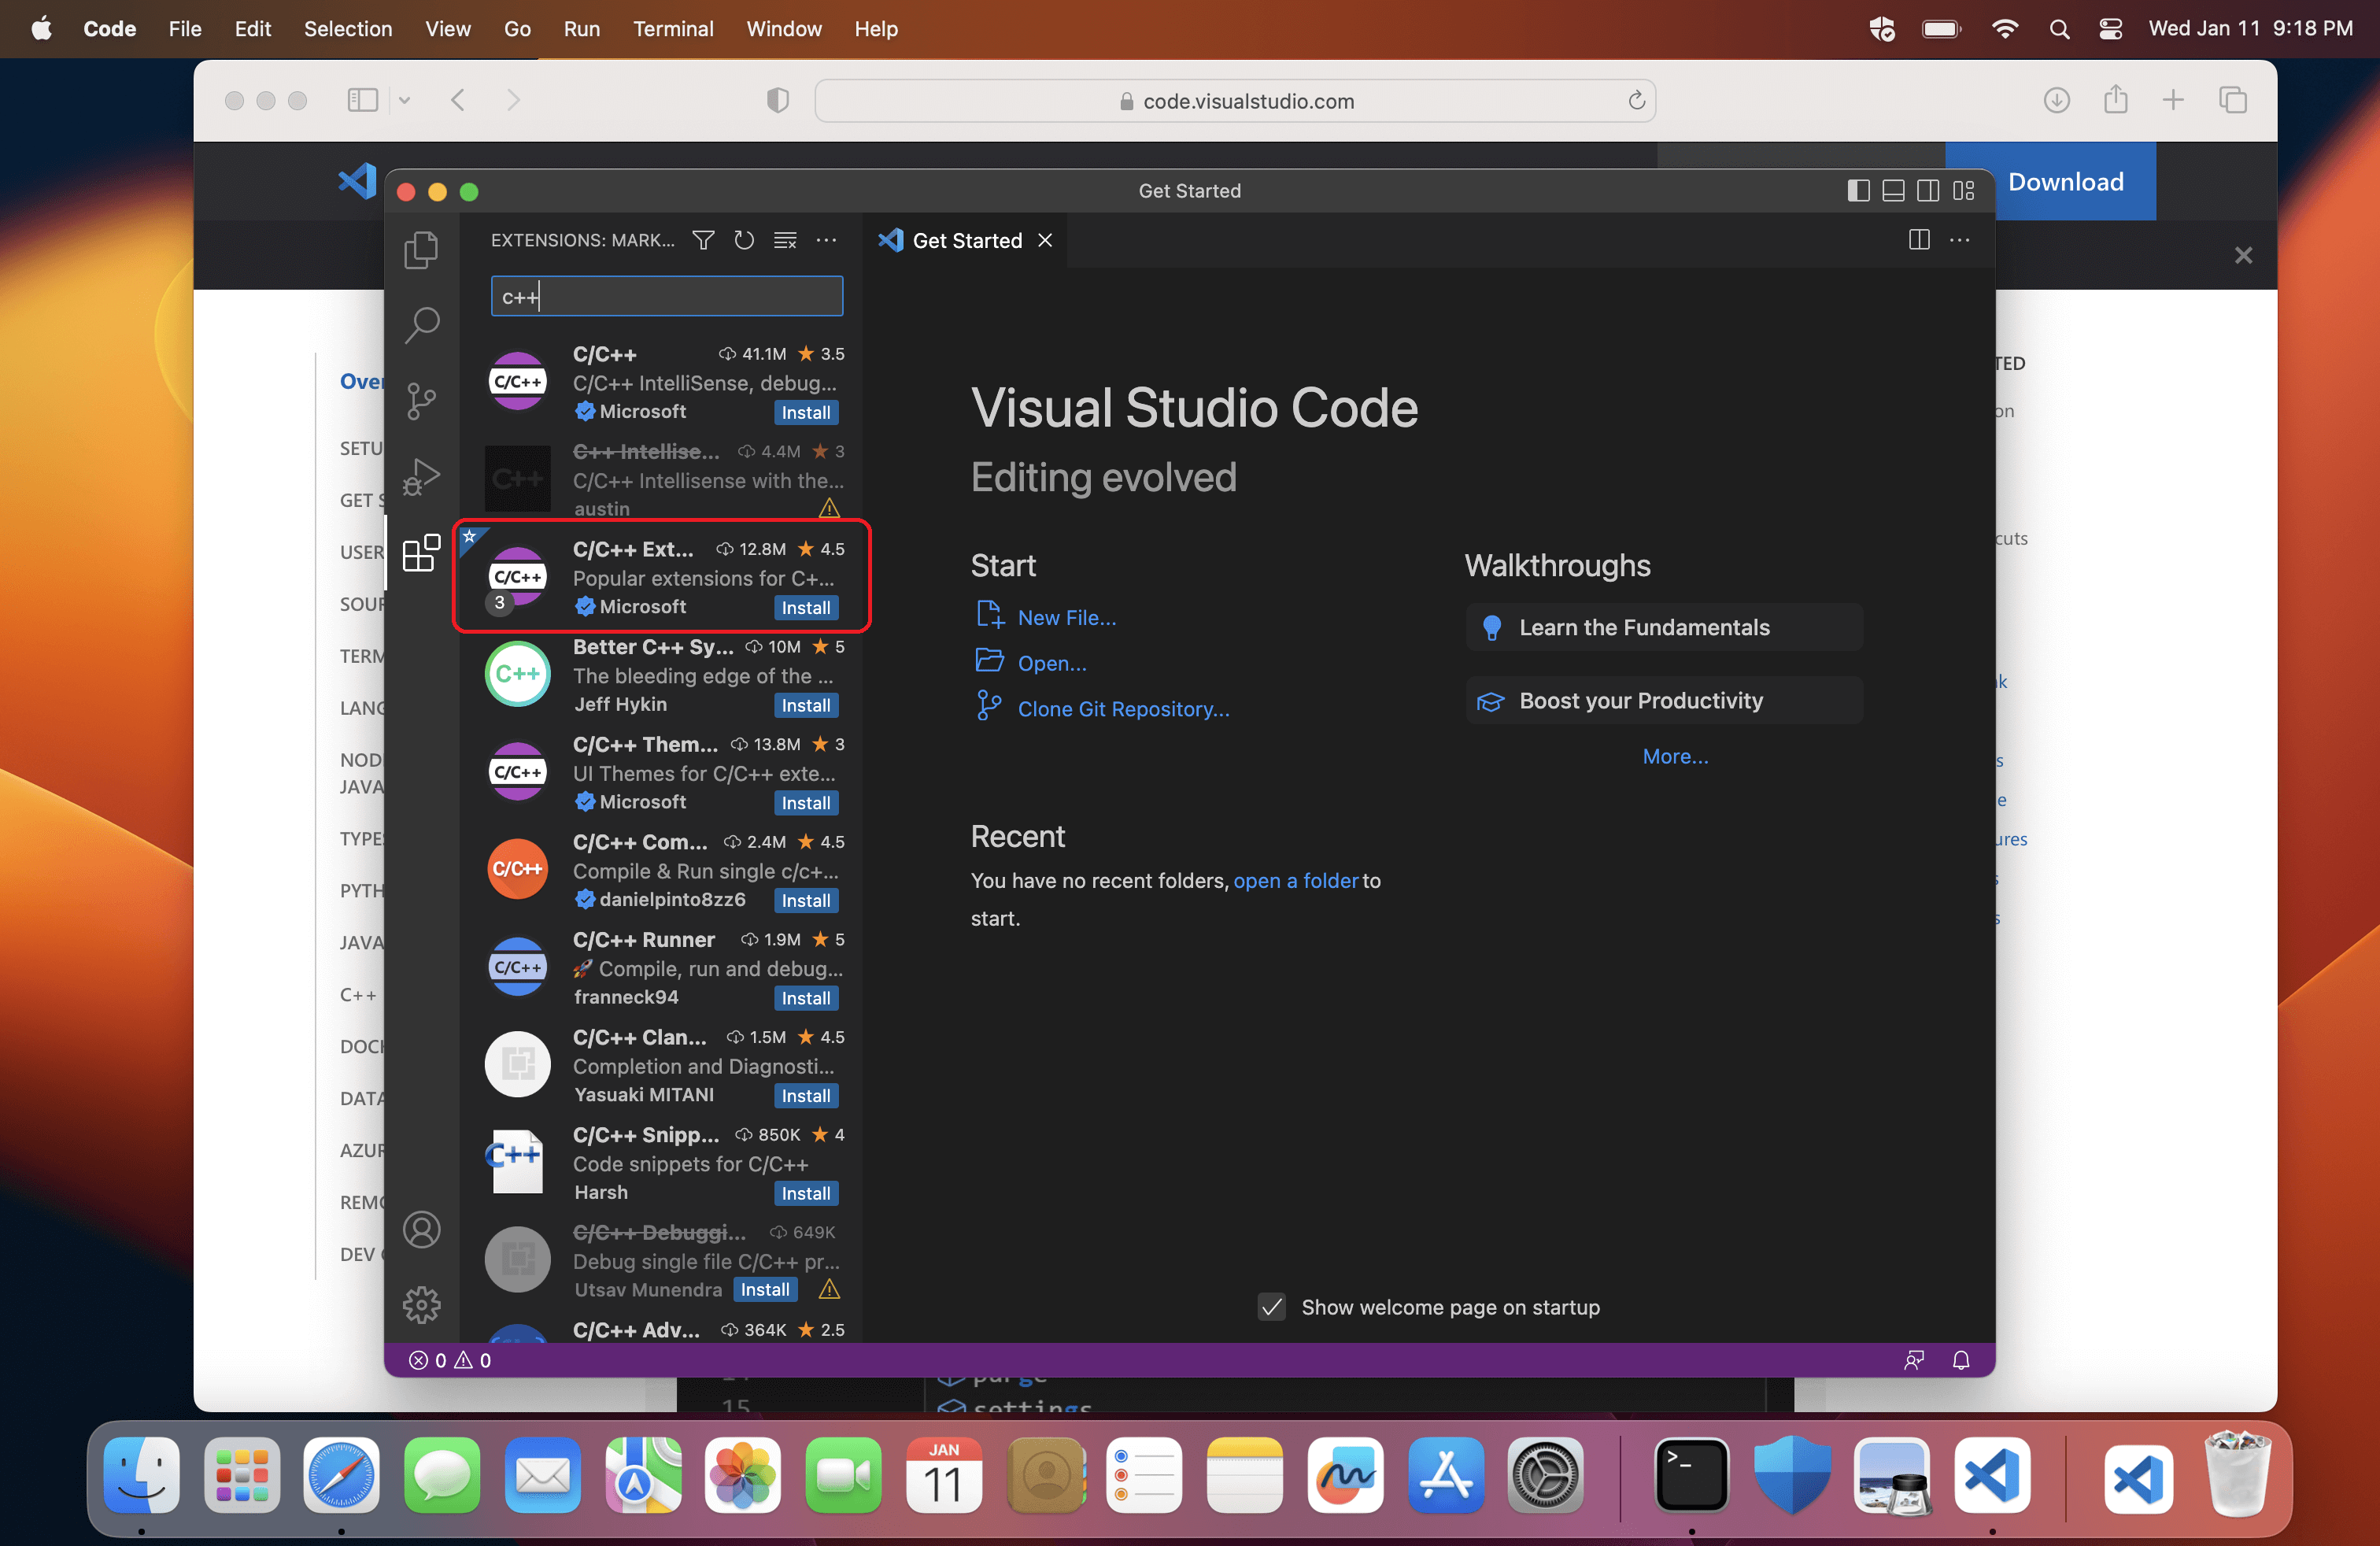 Code File Edit Selection View Go Run Terminal Window Help Wed Jan 11 9:18 PM
code.visualstudio.com
Download
Get Started
EXTENSIONS: MARK...
Get Started
c++
C/C++ 41.1M 3.5
C/C++
C/C++ IntelliSense, debug...
Microsoft Install
C++ Intellise... 4.4M 3
C++
C/C++ Intellisense with the...
austin
C/C++ Ext... 12.8M 4.5
C/C++
Popular extensions for C+...
3
Microsoft Install
Better C++ Sy... 10M 5
C++
The bleeding edge of the ...
Jeff Hykin Install
C/C++ Them... 13.8M 3
C/C++
UI Themes for C/C++ exte...
Microsoft Install
C/C++ Com... 2.4M 4.5
C/C++
Compile & Run single c/c+...
danielpinto8zz6 Install
C/C++ Runner 1.9M 5
C/C++
🚀 Compile, run and debug...
franneck94 Install
C/C++ Clan... 1.5M 4.5
Completion and Diagnosti...
Yasuaki MITANI Install
C/C++ Snipp... 850K 4
C++
Code snippets for C/C++
Harsh Install
C/C++ Debuggi... 649K
Debug single file C/C++ pr...
Utsav Munendra Install
C/C++ Adv... 364K 2.5
0 0
Visual Studio Code
Editing evolved
Start
New File...
Open...
Clone Git Repository...
Recent
You have no recent folders, open a folder to
start.
Walkthroughs
Learn the Fundamentals
Boost your Productivity
More...
Show welcome page on startup
Over
SETU
GET S
USER
SOUR
TERM
LANG
NODE
JAVA
TYPES
PYTH
JAVA
C++
DOCK
DATA
AZUR
REMO
DEV C
TED
on
cuts
k
s
e
ures
s
s
purge
15 settings
JAN
11